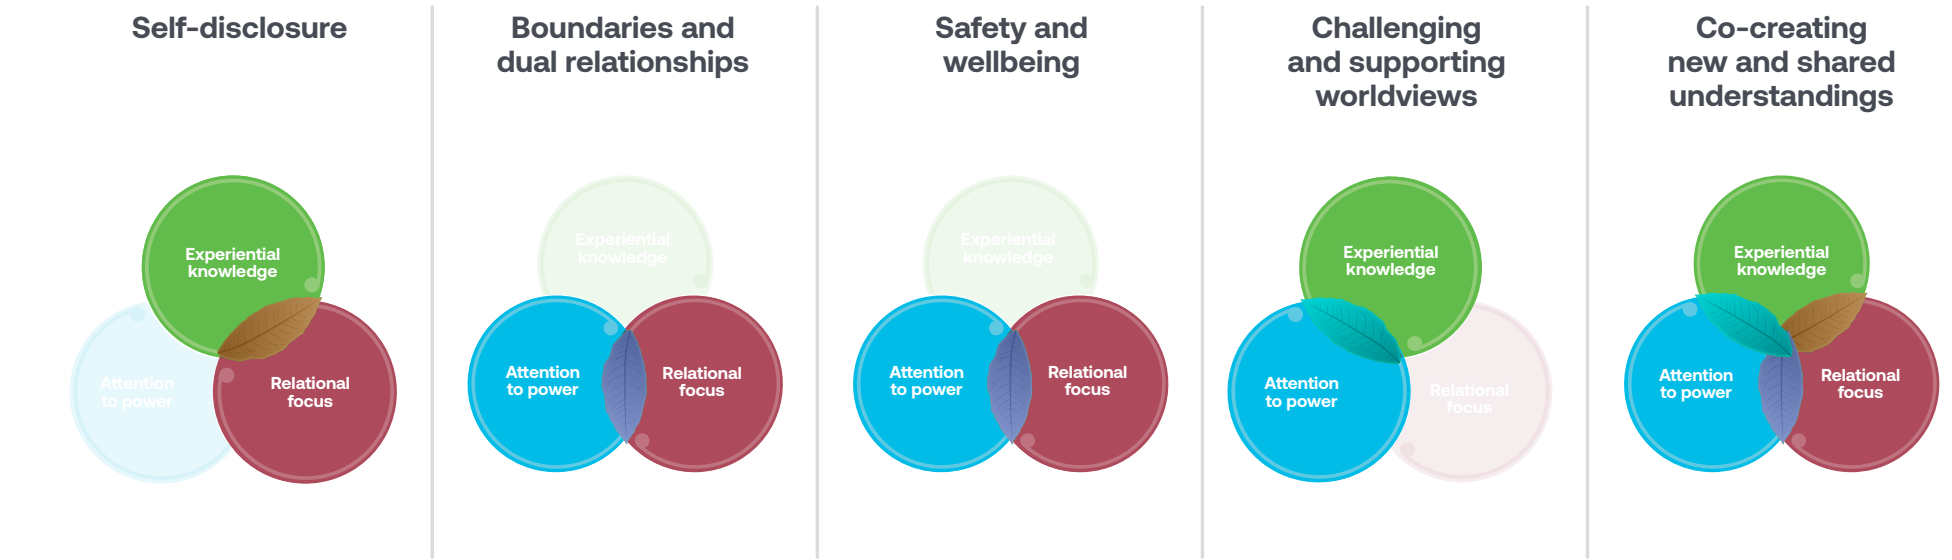 Self-disclosure
Experiential
knowledge
Attention
to power
Relational
focus
Boundaries and
dual relationships
Experiential
knowledge
Attention
to power
Relational
focus
Safety and
wellbeing
Experiential
knowledge
Attention
to power
Relational
focus
Challenging
and supporting
worldviews
Experiential
knowledge
Attention
to power
Relational
focus
Co-creating
new and shared
understandings
Experiential
knowledge
Attention
to power
Relational
focus